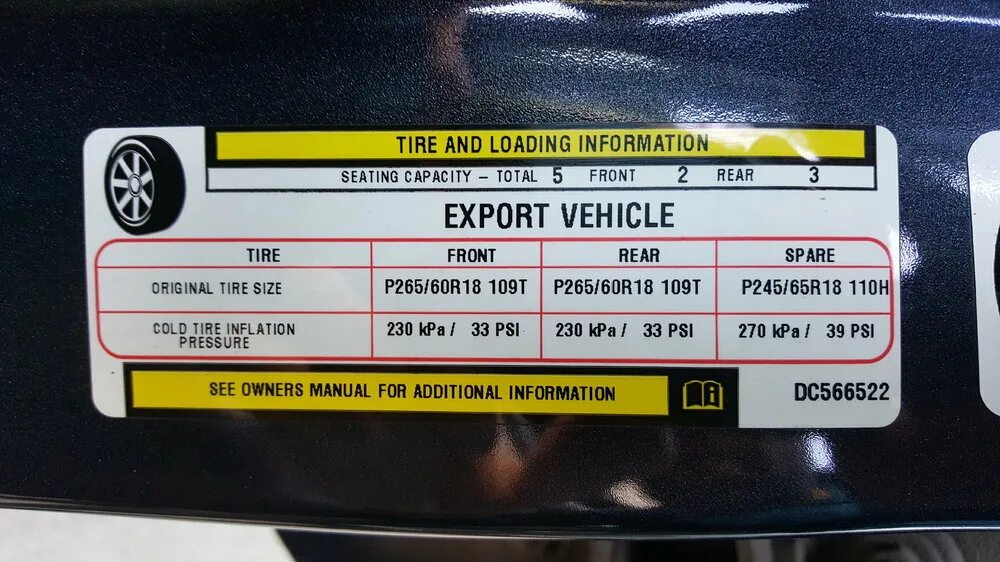 TIRE AND LOADING INFORMATION
SEATING CAPACITY – TOTAL 5 FRONT 2 REAR 3
EXPORT VEHICLE
TIRE FRONT REAR SPARE
ORIGINAL TIRE SIZE P265/60R18 109T P265/60R18 109T P245/65R18 110H
COLD TIRE INFLATION PRESSURE 230 kPa / 33 PSI 230 kPa / 33 PSI 270 kPa / 39 PSI
SEE OWNERS MANUAL FOR ADDITIONAL INFORMATION
DC566522